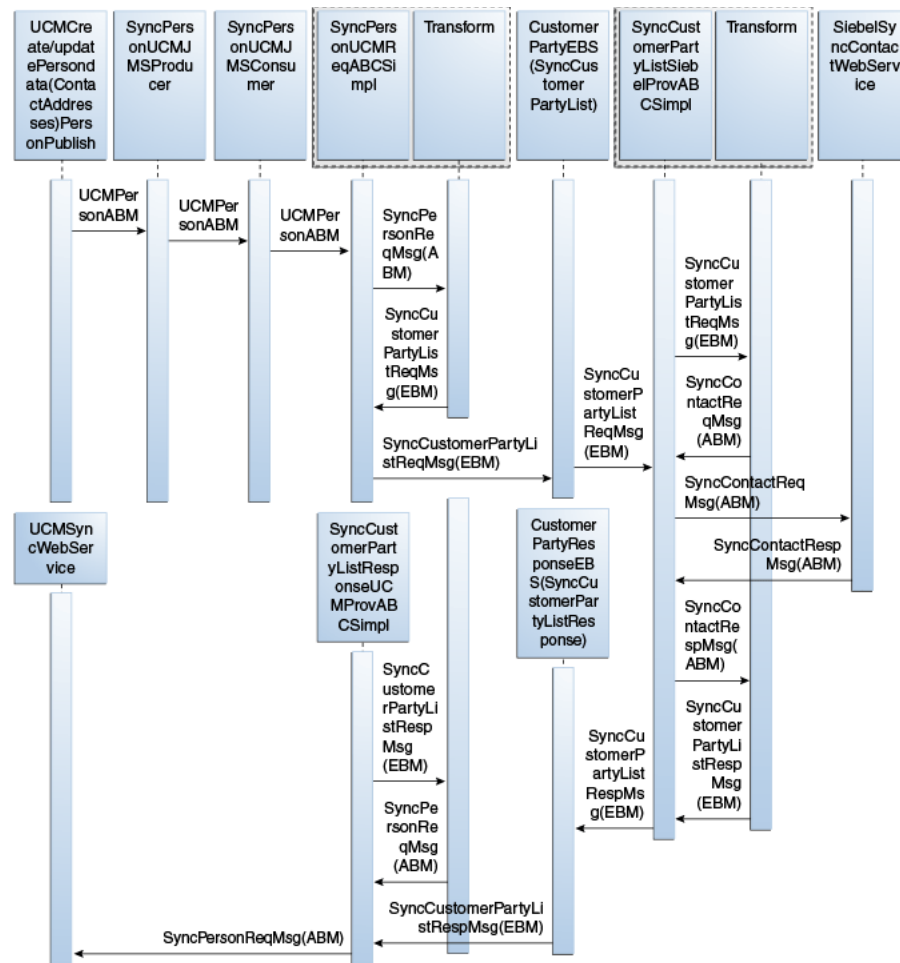 UCMCre
ate/updat
ePersond
ata(Cont
actAddres
ses)Pers
onPublish
SyncPers
onUCMJ
MSProdu
cer
SyncPers
onUCMJ
MSConsu
mer
SyncPers
onUCMR
eqABCSi
mpl
Transform
Customer
PartyEBS
(SyncCus
tomer
PartyList)
SyncCust
omerPart
yListSieb
elProvAB
CSimpl
Transform
SiebelSy
ncContac
tWebServ
ice
UCMPer
sonABM
UCMPer
sonABM
UCMPer
sonABM
SyncPe
rsonRe
qMsg(A
BM)
SyncCu
stomer
PartyLis
tReqMs
g(EBM)
SyncCustomerPartyLi
stReqMsg(EBM)
SyncCu
stomerP
artyList
ReqMsg
(EBM)
SyncCu
stomer
PartyList
tReqMs
g(EBM)
SyncCo
ntactRe
qMsg
(ABM)
SyncContactReq
Msg(ABM)
SyncContactResp
Msg(ABM)
SyncCo
ntactRe
spMsg(
ABM)
SyncCu
stomer
PartyLi
stResp
Msg
(EBM)
SyncCu
stomerP
artyList
RespMs
g(EBM)
UCMSyn
cWebSer
vice
SyncCust
omerPart
yListResp
onseUC
MProvAB
CSimpl
Customer
PartyRes
ponseEB
S(SyncCu
stomerPar
tyListRes
ponse)
SyncC
ustome
rPartyL
istResp
Msg
(EBM)
SyncPe
rsonRe
qMsg
(ABM)
SyncCustomerPartyLi
stRespMsg(EBM)
SyncPersonReqMsg(ABM)